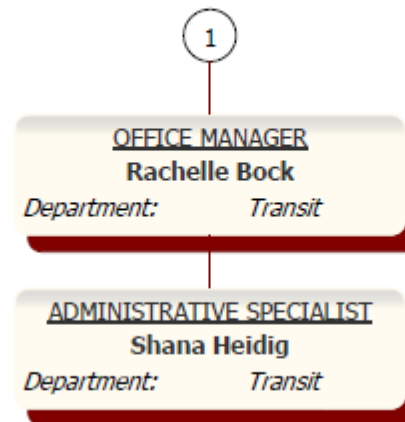 1
OFFICE MANAGER
Rachelle Bock
Department: Transit
ADMINISTRATIVE SPECIALIST
Shana Heidig
Department: Transit